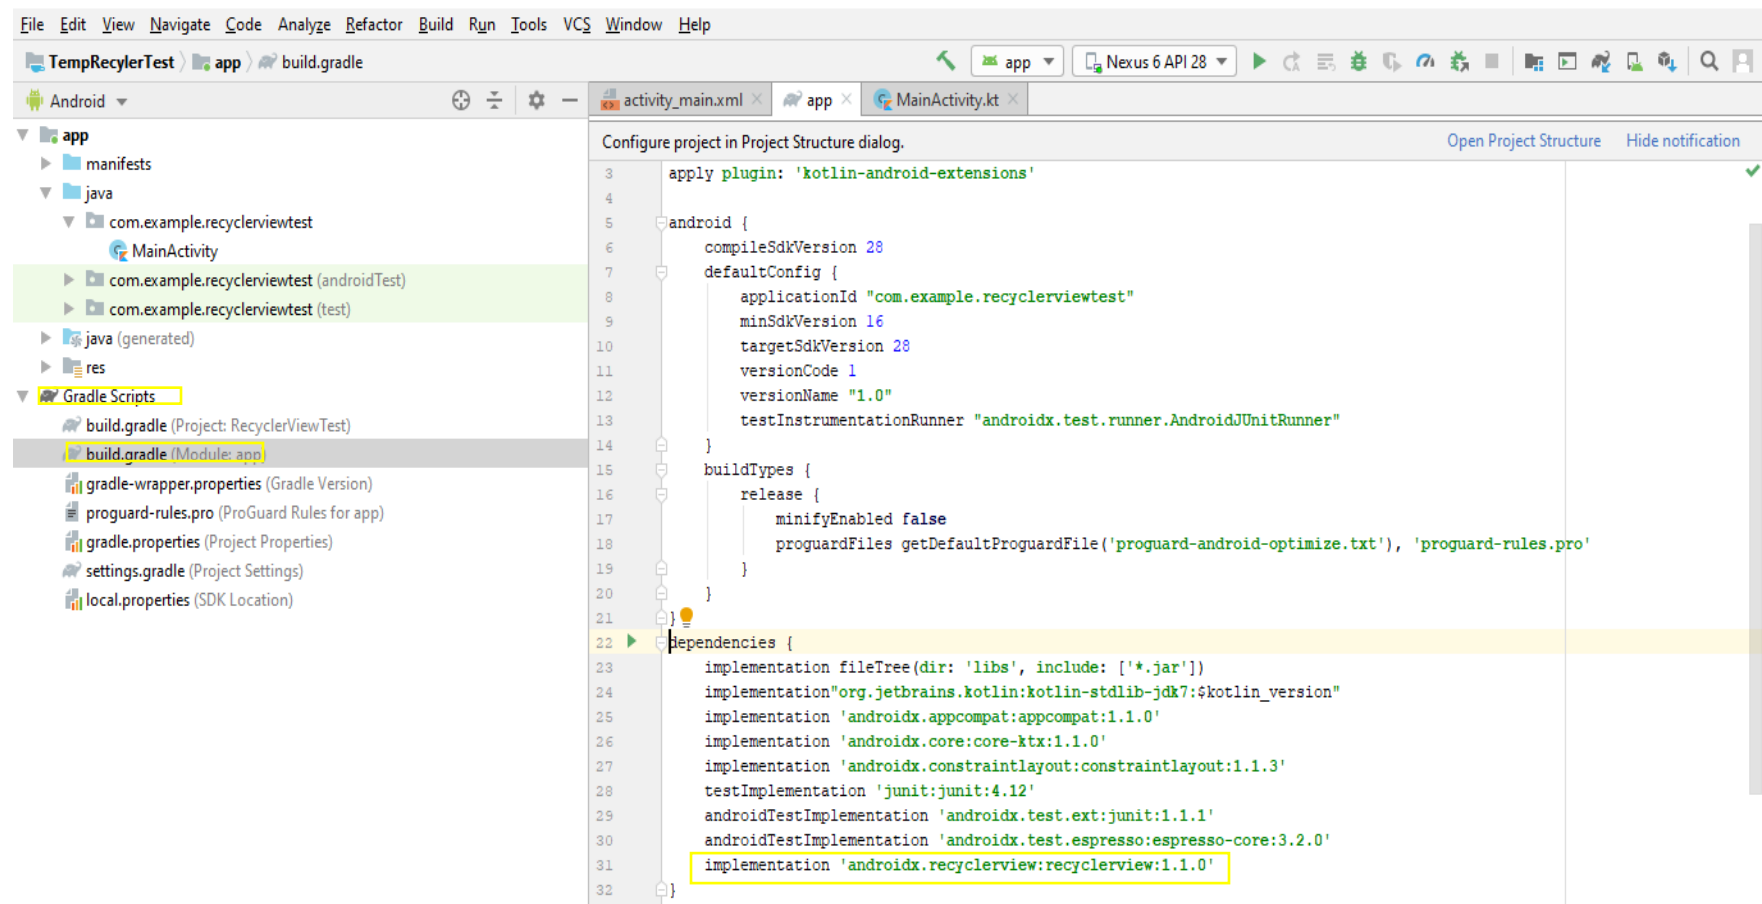 File Edit View Navigate Code Analyze Refactor Build Run Tools VCS Window Help
TempRecylerTest app build.gradle
app Nexus 6 API 28
Android
activity_main.xml app MainActivity.kt
Configure project in Project Structure dialog. Open Project Structure Hide notification
app
manifests
java
com.example.recyclerviewtest
MainActivity
com.example.recyclerviewtest (androidTest)
com.example.recyclerviewtest (test)
java (generated)
res
Gradle Scripts
build.gradle (Project: RecyclerViewTest)
build.gradle (Module: app)
gradle-wrapper.properties (Gradle Version)
proguard-rules.pro (ProGuard Rules for app)
gradle.properties (Project Properties)
settings.gradle (Project Settings)
local.properties (SDK Location)
3 apply plugin: 'kotlin-android-extensions'
4
5 android {
6 compileSdkVersion 28
7 defaultConfig {
8 applicationId "com.example.recyclerviewtest"
9 minSdkVersion 16
10 targetSdkVersion 28
11 versionCode 1
12 versionName "1.0"
13 testInstrumentationRunner "androidx.test.runner.AndroidJUnitRunner"
14 }
15 buildTypes {
16 release {
17 minifyEnabled false
18 proguardFiles getDefaultProguardFile('proguard-android-optimize.txt'), 'proguard-rules.pro'
19 }
20 }
21 }
22 dependencies {
23 implementation fileTree(dir: 'libs', include: ['*.jar'])
24 implementation"org.jetbrains.kotlin:kotlin-stdlib-jdk7:$kotlin_version"
25 implementation 'androidx.appcompat:appcompat:1.1.0'
26 implementation 'androidx.core:core-ktx:1.1.0'
27 implementation 'androidx.constraintlayout:constraintlayout:1.1.3'
28 testImplementation 'junit:junit:4.12'
29 androidTestImplementation 'androidx.test.ext:junit:1.1.1'
30 androidTestImplementation 'androidx.test.espresso:espresso-core:3.2.0'
31 implementation 'androidx.recyclerview:recyclerview:1.1.0'
32 }